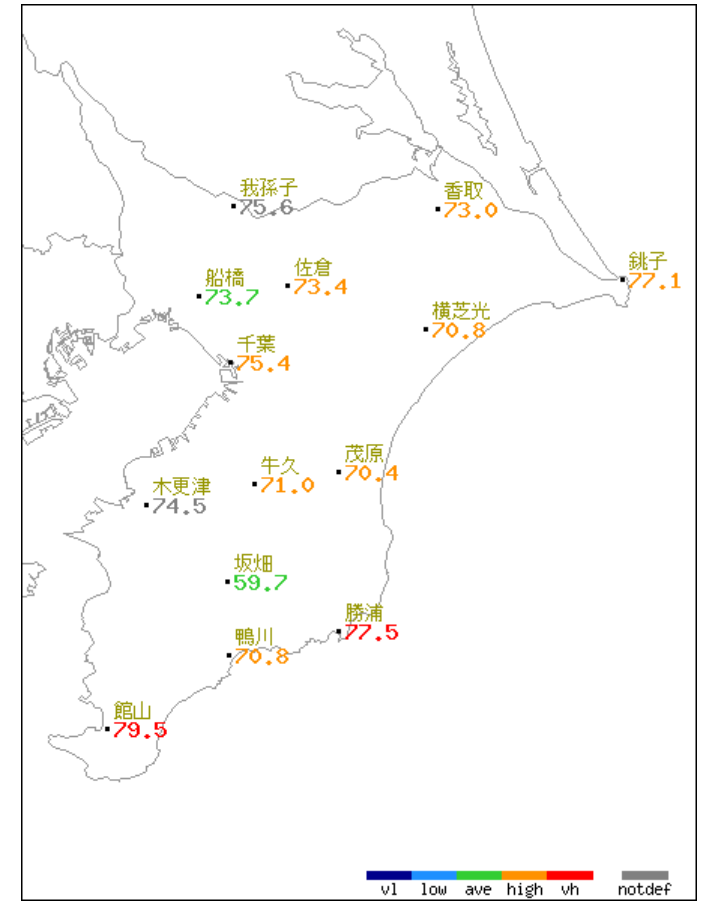 我孫子
75.6
香取
73.0
銚子
77.1
船橋
73.7
佐倉
73.4
横芝光
70.8
千葉
75.4
茂原
70.4
牛久
71.0
木更津
74.5
坂畑
59.7
勝浦
77.5
鴨川
70.8
館山
79.5
vl low ave high vh notdef